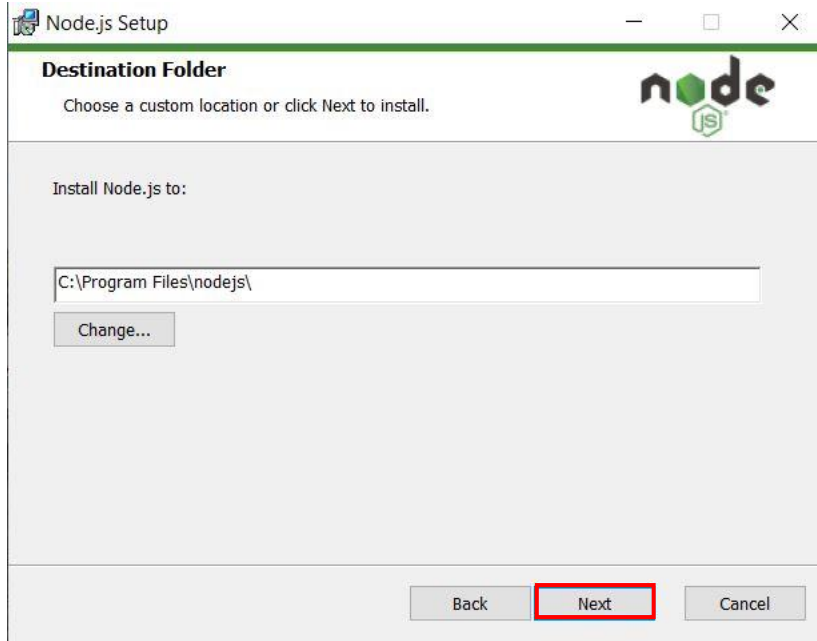 Node.js Setup
Destination Folder
Choose a custom location or click Next to install.
node
JS
Install Node.js to:
C:\Program Files\nodejs\
Change...
Back Next Cancel